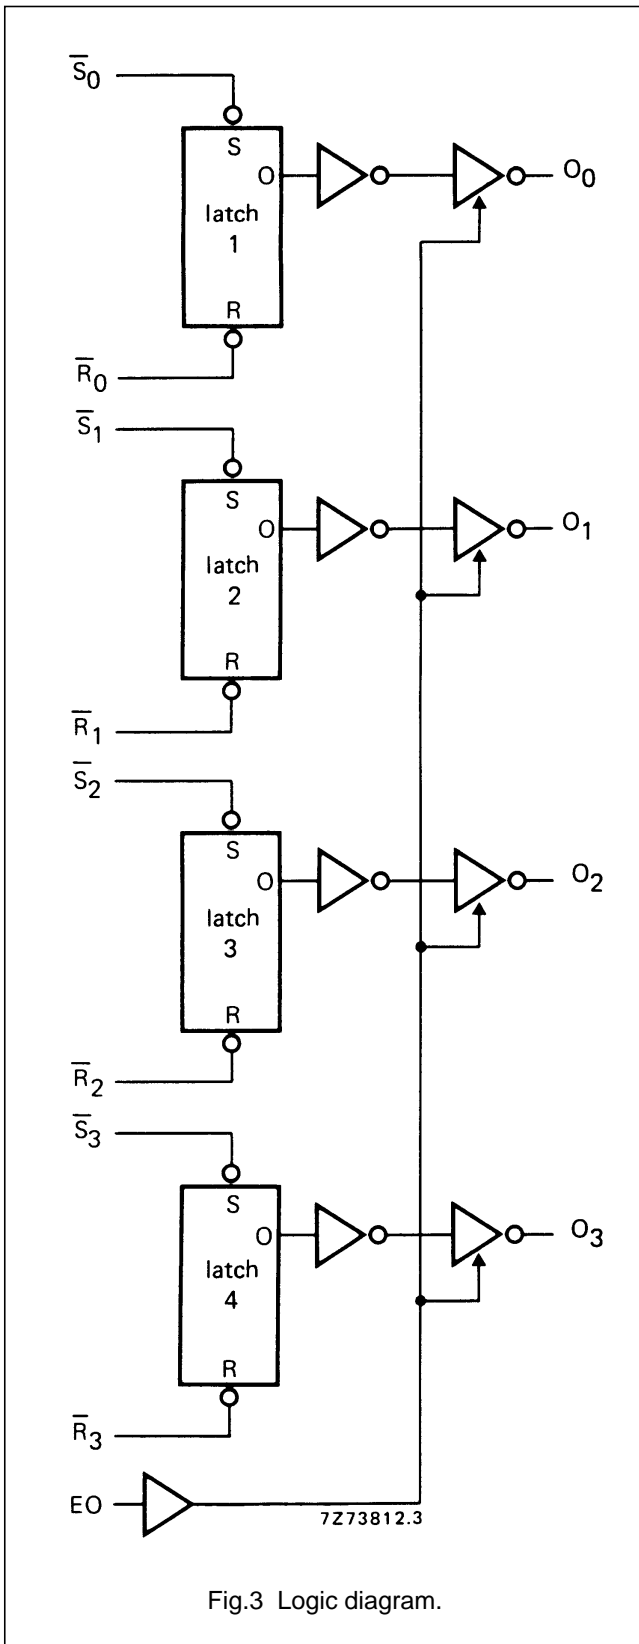 S̅0
S
O
O0
latch
1
R
R̅0
S̅1
S
O
O1
latch
2
R
R̅1
S̅2
S
O
O2
latch
3
R
R̅2
S̅3
S
O
O3
latch
4
R
R̅3
EO
7Z73812.3
Fig.3 Logic diagram.